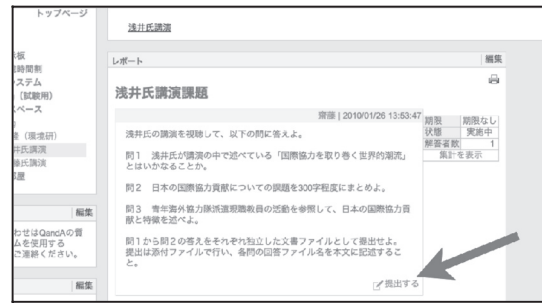 トップページ
浅井氏講演
板
時間割
ステム
(試験用)
ペース
(環境研)
井氏講演
藤氏講演
編集
わせはQancAの管
ムを使用する
ご連絡ください。
編集
レポート
編集
浅井氏講演課題
齋藤 | 2010/01/26 13:53:47
浅井氏の講演を視聴して、以下の問に答えよ。
問1 浅井氏が講演の中で述べている「国際協力を取り巻く世界的潮流」
とはいかなることか。
問2 日本の国際協力貢献についての課題を300字程度にまとめよ。
問3 青年海外協力隊派遣現職教員の活動を参照して、日本の国際協力貢
献と特徴を述べよ。
問1から問2の答えをそれぞれ独立した文書ファイルとして提出せよ。
提出は添付ファイルで行い、各問の回答ファイル名を本文に記述するこ
と。
提出する
期限 期限なし
状態 実施中
解答者数 1
集計を表示